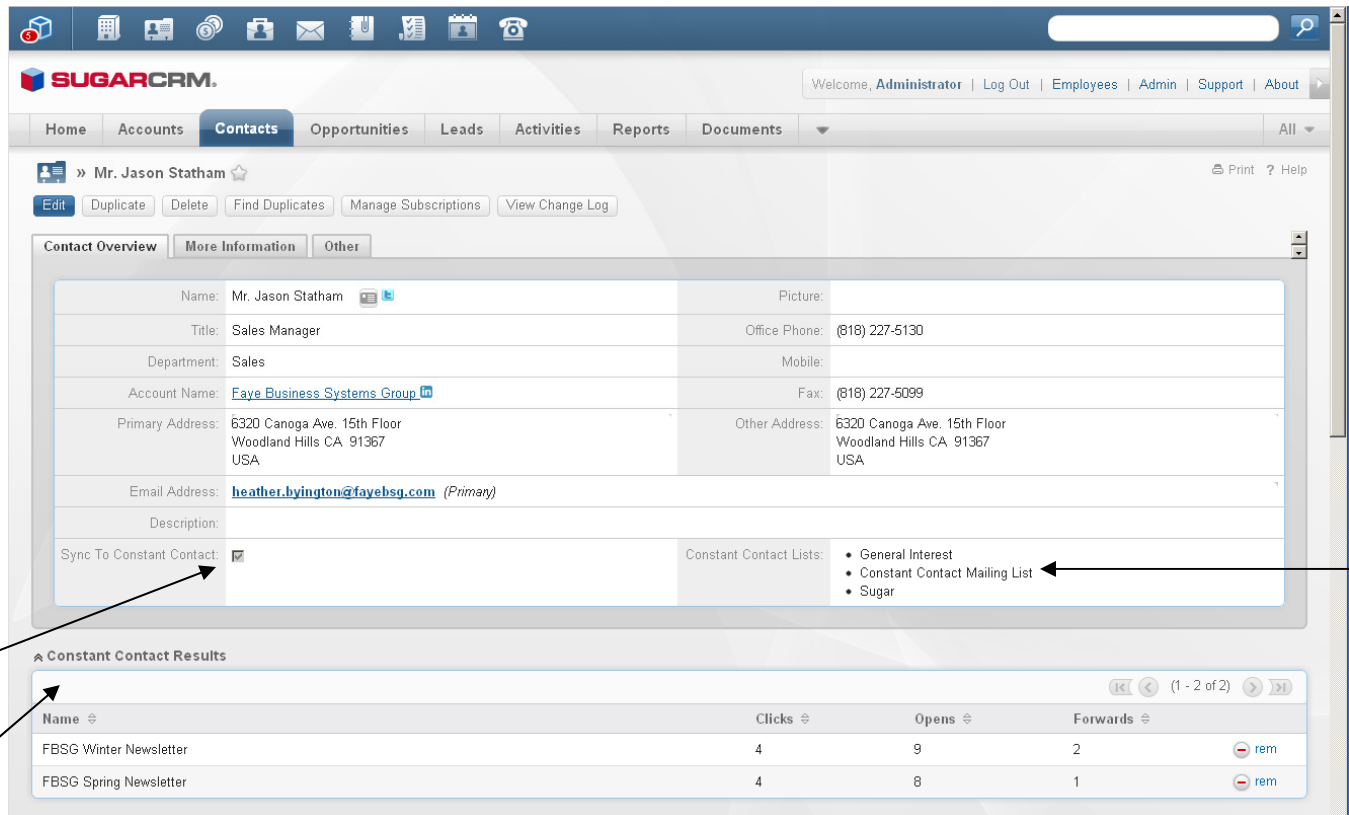 5
SUGARCRM.
Welcome, Administrator | Log Out | Employees | Admin | Support | About
Home Accounts Contacts Opportunities Leads Activities Reports Documents All
» Mr. Jason Statham
Print ? Help
Edit Duplicate Delete Find Duplicates Manage Subscriptions View Change Log
Contact Overview More Information Other
Name: Mr. Jason Statham Picture:
Title: Sales Manager Office Phone: (818) 227-5130
Department: Sales Mobile:
Account Name: Faye Business Systems Group in Fax: (818) 227-5099
Primary Address: 6320 Canoga Ave. 15th Floor Other Address: 6320 Canoga Ave. 15th Floor
Woodland Hills CA 91367 Woodland Hills CA 91367
USA USA
Email Address: heather.byington@fayebsg.com (Primary)
Description:
Sync To Constant Contact: Constant Contact Lists: • General Interest
• Constant Contact Mailing List
• Sugar
Constant Contact Results
(1 - 2 of 2)
Name Clicks Opens Forwards
FBSG Winter Newsletter 4 9 2 rem
FBSG Spring Newsletter 4 8 1 rem